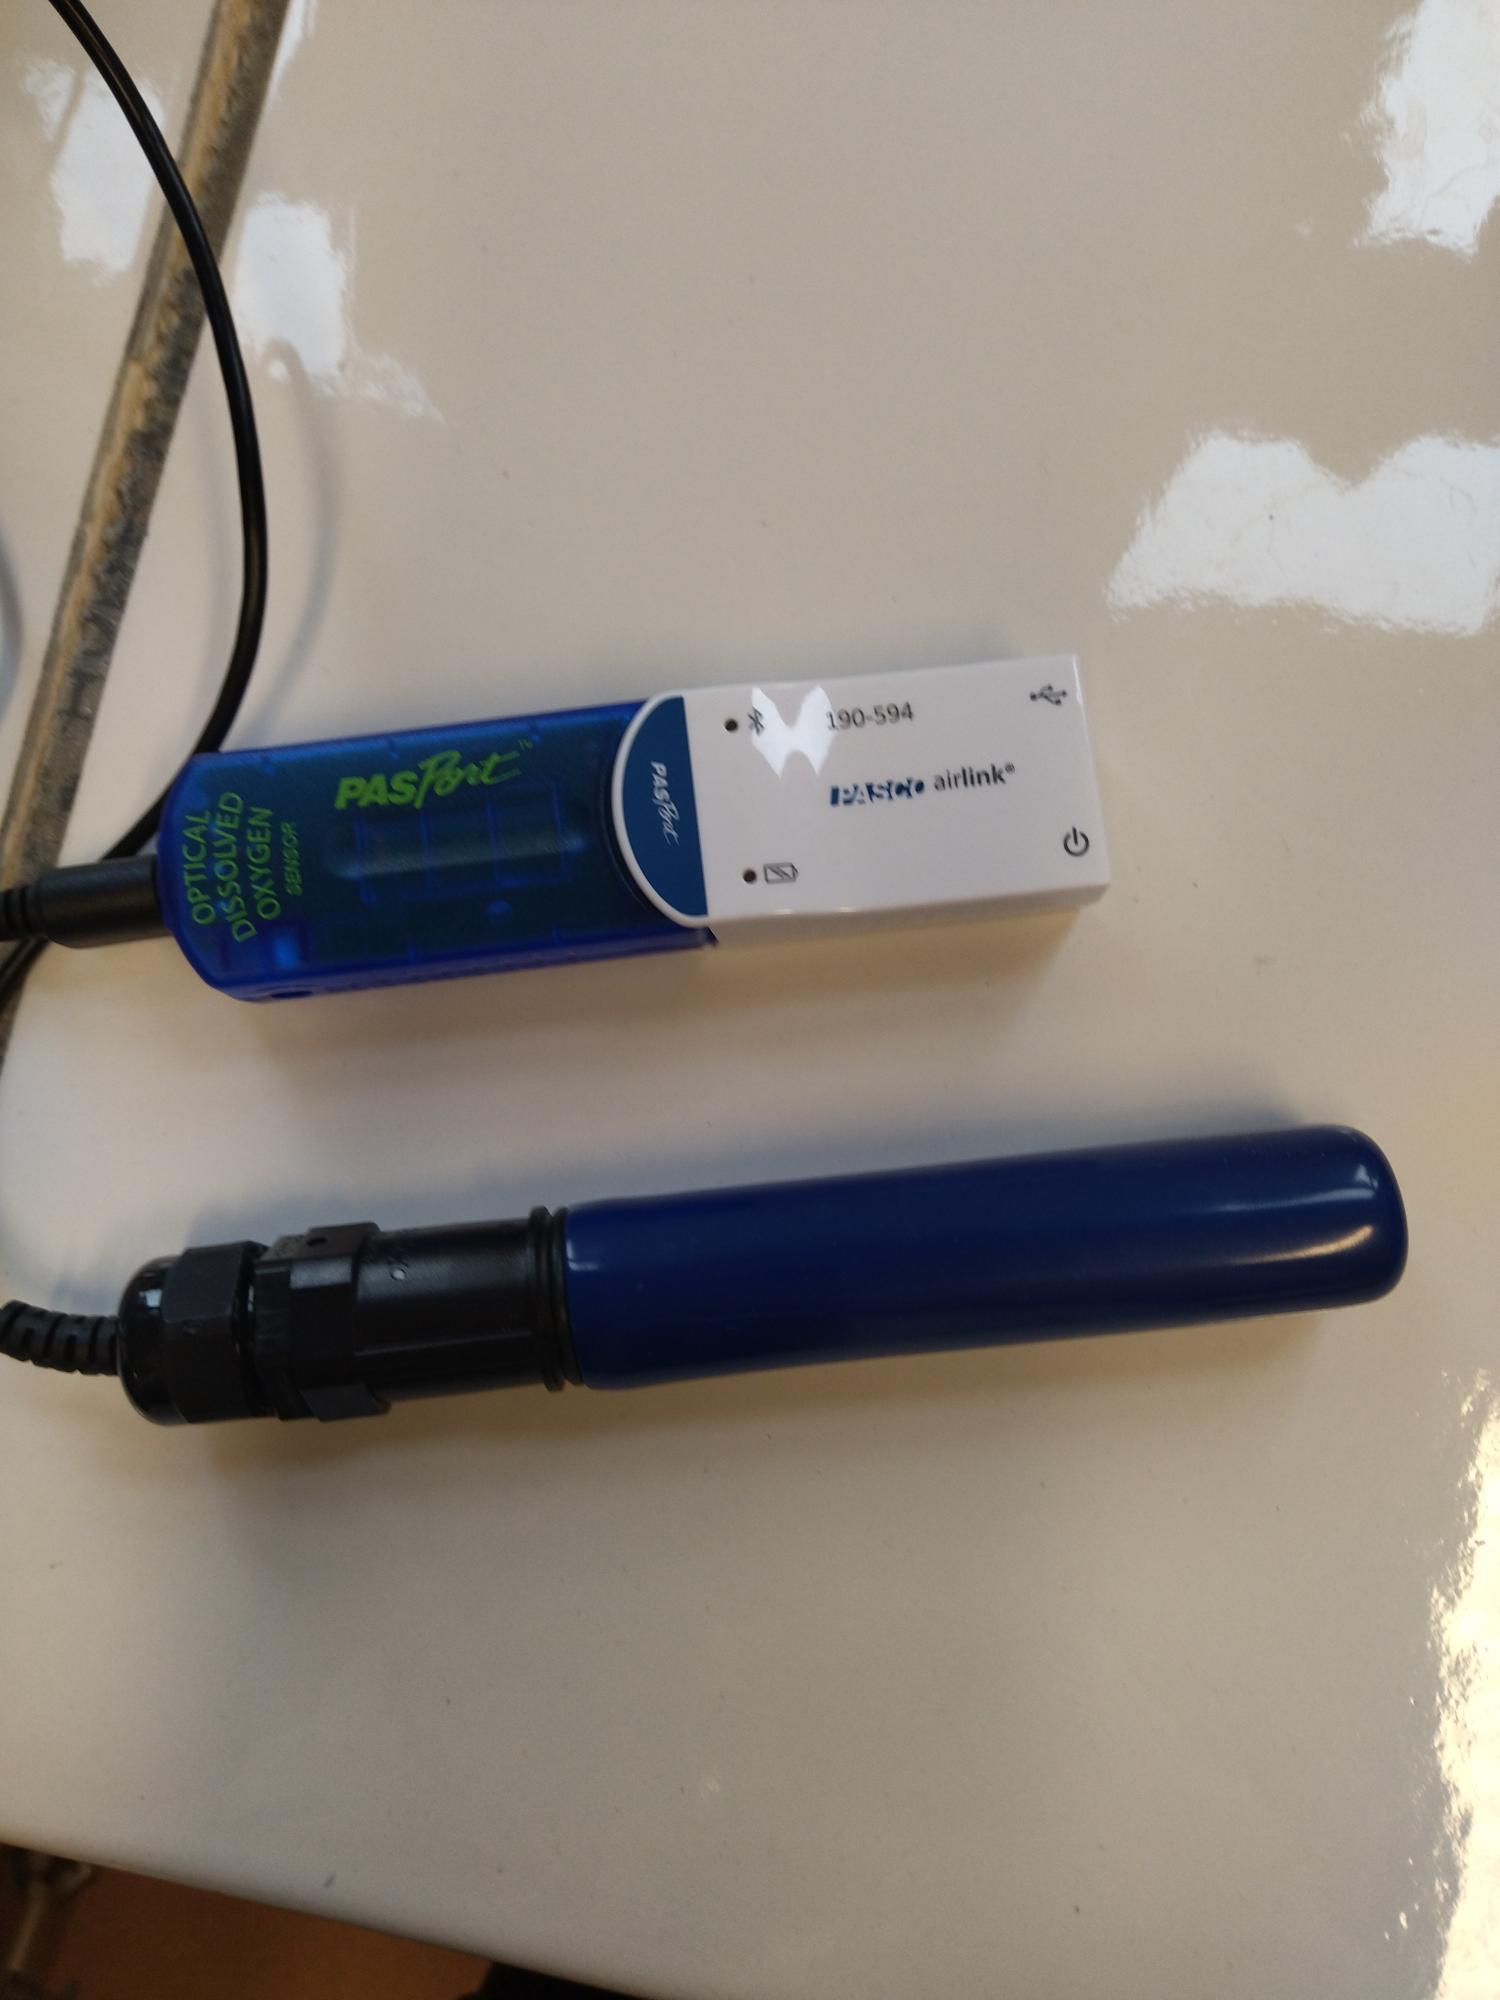 PASPORT™
OPTICAL
DISSOLVED
OXYGEN
SENSOR
PASPORT
190-594
PASCO airlink®